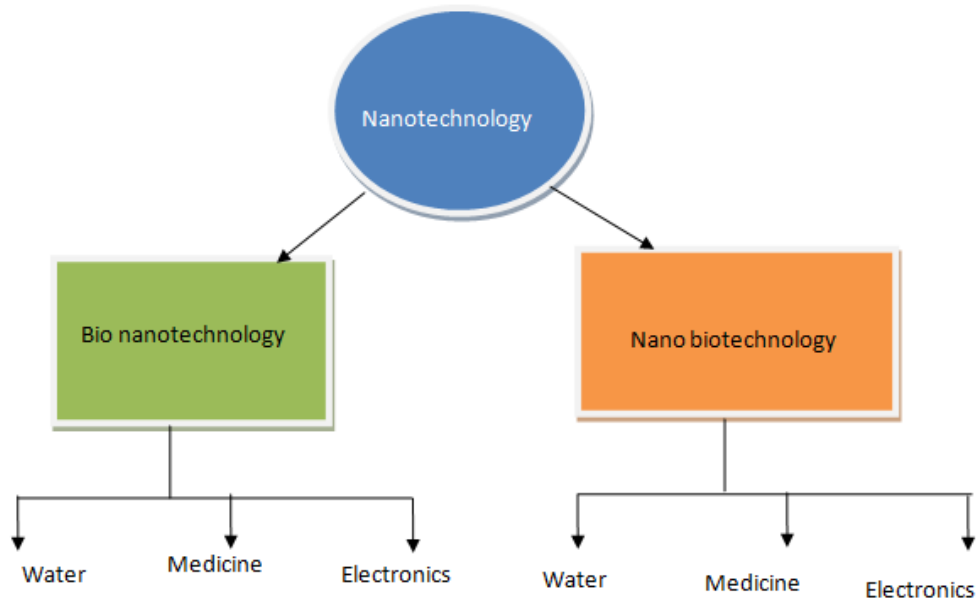 Nanotechnology
Bio nanotechnology
Nano biotechnology
Water
Medicine
Electronics
Water
Medicine
Electronics